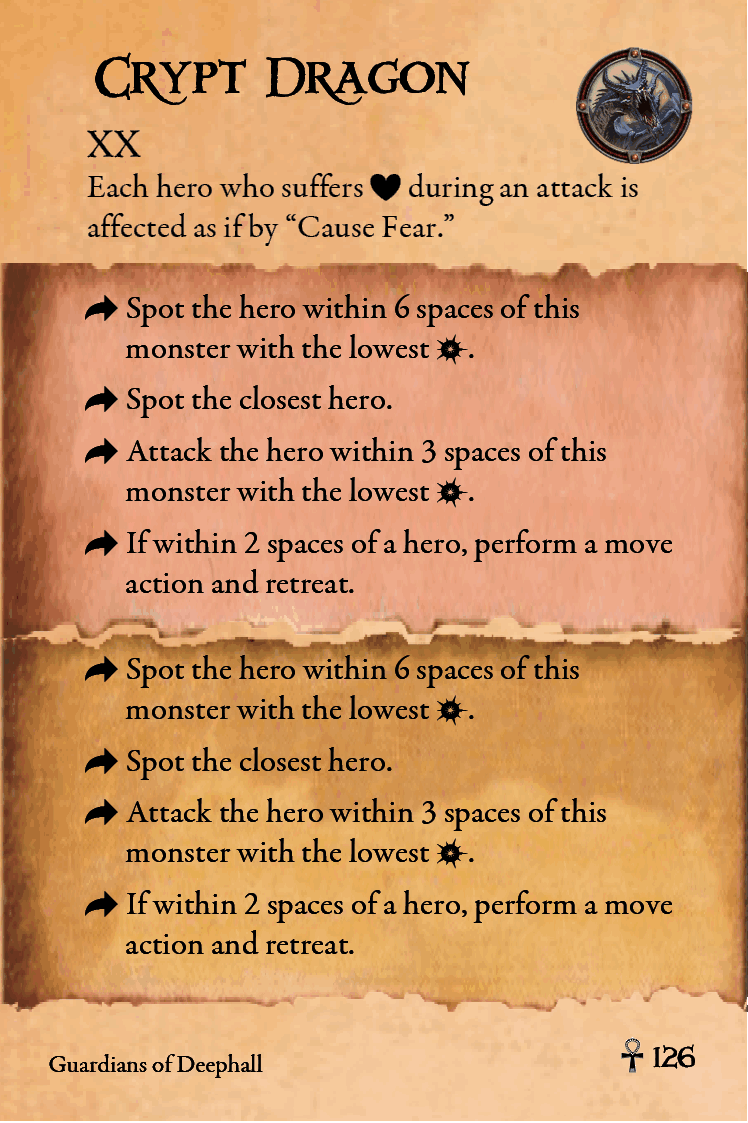 Crypt Dragon
XX
Each hero who suffers ♥ during an attack is
affected as if by “Cause Fear.”
Spot the hero within 6 spaces of this
monster with the lowest .
Spot the closest hero.
Attack the hero within 3 spaces of this
monster with the lowest .
If within 2 spaces of a hero, perform a move
action and retreat.
Spot the hero within 6 spaces of this
monster with the lowest .
Spot the closest hero.
Attack the hero within 3 spaces of this
monster with the lowest .
If within 2 spaces of a hero, perform a move
action and retreat.
Guardians of Deephall
☥ 126